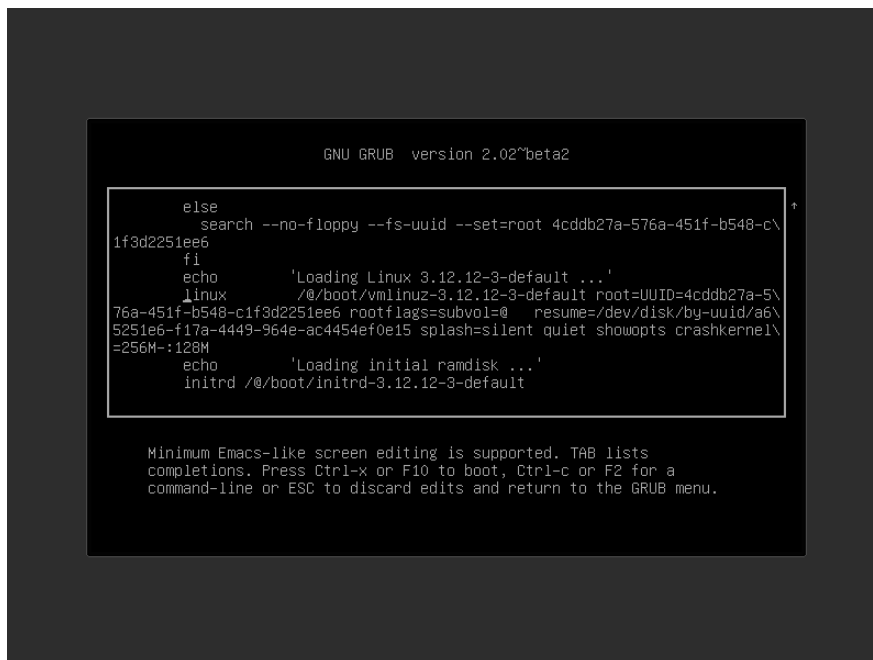 GNU GRUB  version 2.02~beta2
else
search --no-floppy --fs-uuid --set=root 4cddb27a-576a-451f-b548-c\
1f3d2251ee6
fi
echo        'Loading Linux 3.12.12-3-default ...'
linux        /@/boot/vmlinuz-3.12.12-3-default root=UUID=4cddb27a-5\
76a-451f-b548-c1f3d2251ee6 rootflags=subvol=@   resume=/dev/disk/by-uuid/a6\
5251e6-f17a-4449-964e-ac4454ef0e15 splash=silent quiet showopts crashkernel\
=256M-:128M
echo        'Loading initial ramdisk ...'
initrd /@/boot/initrd-3.12.12-3-default
Minimum Emacs-like screen editing is supported. TAB lists
completions. Press Ctrl-x or F10 to boot, Ctrl-c or F2 for a
command-line or ESC to discard edits and return to the GRUB menu.